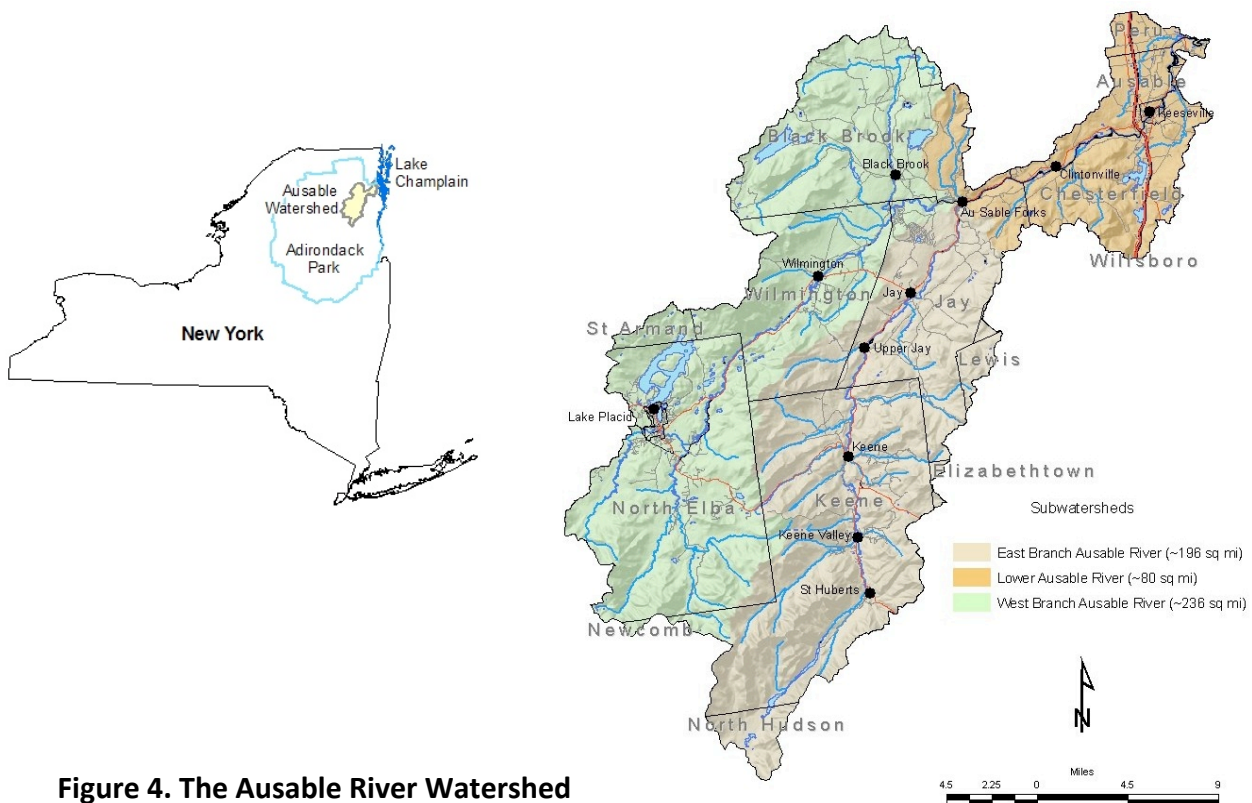 Lake
Champlain
Ausable
Watershed
Adirondack
Park
New York
Peru
Ausable
Keeseville
Black Brook
Black Brook
Clintonville
Chesterfield
Au Sable Forks
Willsboro
Wilmington
Wilmington
Jay
Jay
St Armand
Upper Jay
Lewis
Lake Placid
Keene
Elizabethtown
North Elba
Keene
Keene Valley
St Huberts
Newcomb
North Hudson
Subwatersheds
East Branch Ausable River (~196 sq mi)
Lower Ausable River (~80 sq mi)
West Branch Ausable River (~236 sq mi)
N
Miles
4.5 2.25 0 4.5 9
Figure 4. The Ausable River Watershed